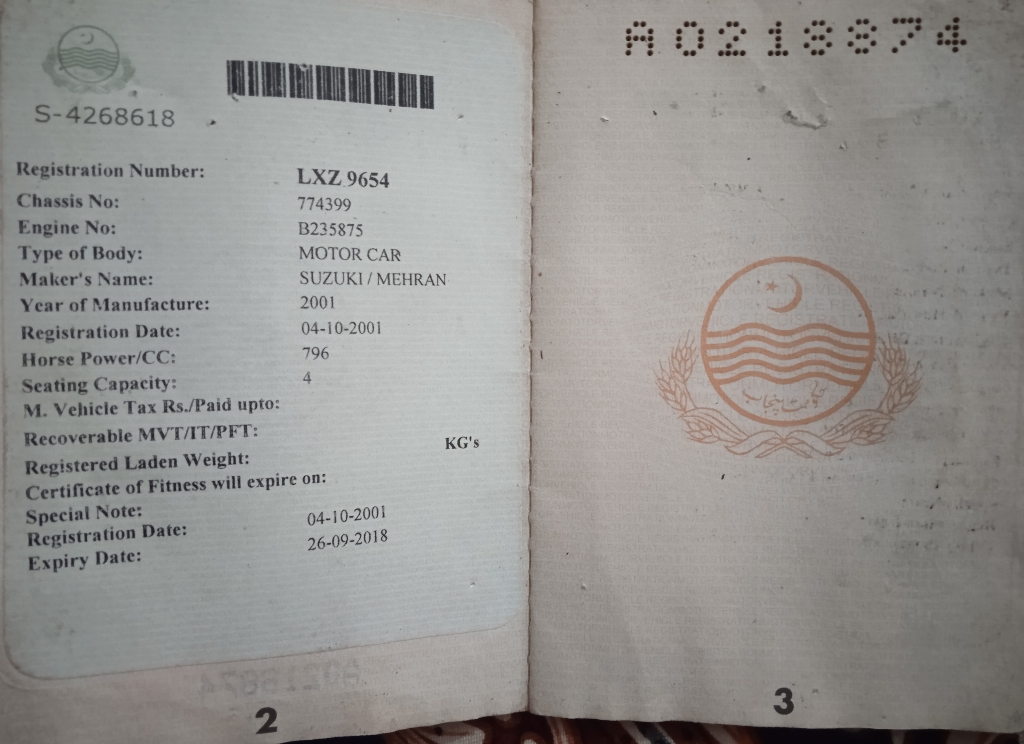 S-4268618
Registration Number: LXZ 9654
Chassis No: 774399
Engine No: B235875
Type of Body: MOTOR CAR
Maker's Name: SUZUKI / MEHRAN
Year of Manufacture: 2001
Registration Date: 04-10-2001
Horse Power/CC: 796
Seating Capacity: 4
M. Vehicle Tax Rs./Paid upto:
Recoverable MVT/IT/PFT:
Registered Laden Weight: KG's
Certificate of Fitness will expire on:
Special Note:
Registration Date: 04-10-2001
Expiry Date: 26-09-2018
A0218874
2
A0218874
حکومت پنجاب
3